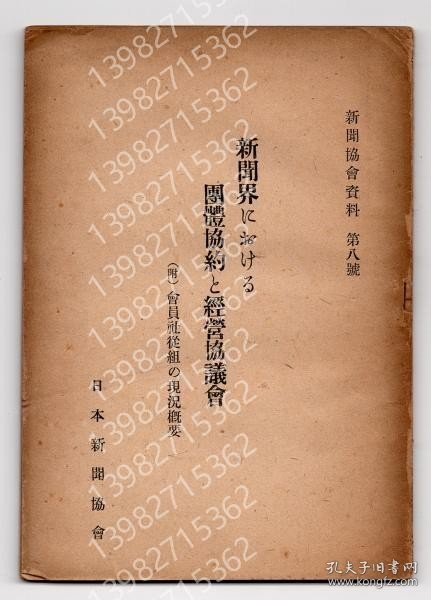 新聞協會資料　第八號
新聞界における
團體協約と經營協議會
（附）會員社從組の現況概要
日本新聞協會
13982715362
13982715362
13982715362
13982715362
13982715362
13982715362
13982715362
13982715362
孔夫子旧书网
www.kongfz.com